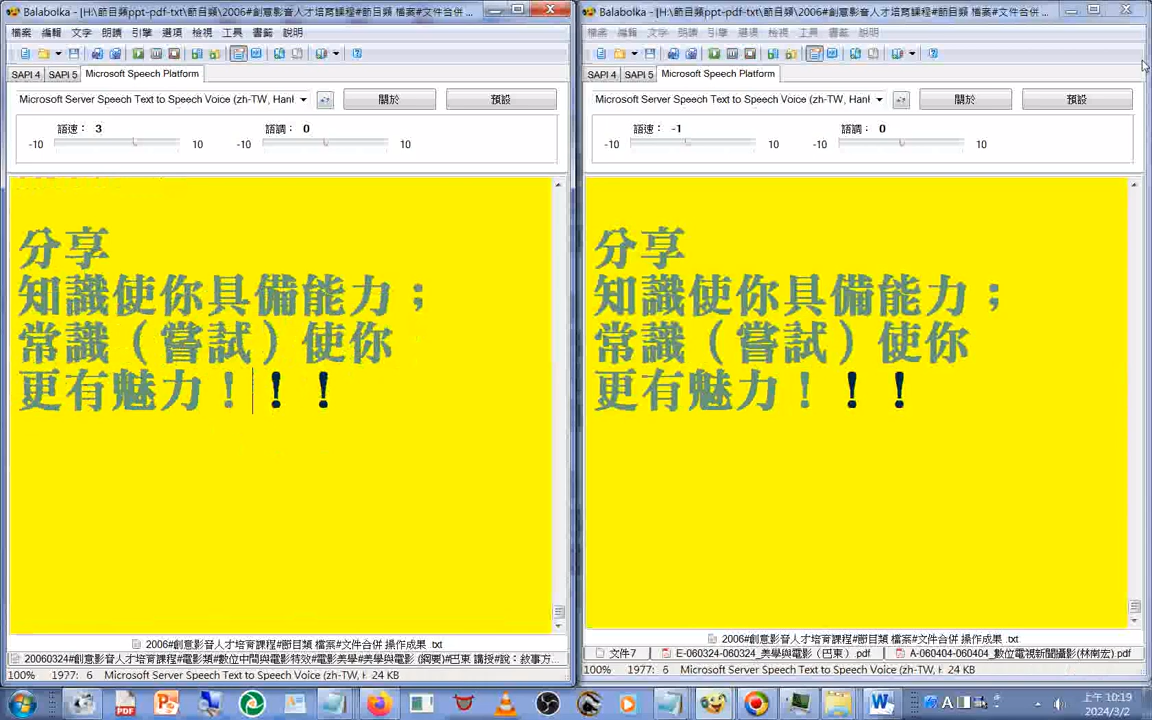 Balabolka - [H:\節目類ppt-pdf-txt\節目類\2006#創意影音人才培育課程#節目類 檔案#文件合併 ...
檔案 編輯 文字 朗讀 引擎 選項 檢視 工具 書籤 說明
SAPI 4 SAPI 5 Microsoft Speech Platform
Microsoft Server Speech Text to Speech Voice (zh-TW, Hanl
關於 預設
語速： 3 語調： 0
-10 10 -10 10
分享
知識使你具備能力；
常識（嘗試）使你
更有魅力！！！
2006#創意影音人才培育課程#節目類 檔案#文件合併 操作成果 .txt
20060324#創意影音人才培育課程#電影類#數位中間與電影特效#電影美學#美學與電影 (綱要)#巴東 講授#說：敘事方...
100% 1977: 6 Microsoft Server Speech Text to Speech Voice (zh-TW, H 24 KB
Balabolka - [H:\節目類ppt-pdf-txt\節目類\2006#創意影音人才培育課程#節目類 檔案#文件合併 ...
檔案 編輯 文字 朗讀 引擎 選項 檢視 工具 書籤 說明
SAPI 4 SAPI 5 Microsoft Speech Platform
Microsoft Server Speech Text to Speech Voice (zh-TW, Hanl
關於 預設
語速： -1 語調： 0
-10 10 -10 10
分享
知識使你具備能力；
常識（嘗試）使你
更有魅力！！！
2006#創意影音人才培育課程#節目類 檔案#文件合併 操作成果 .txt
文件7 E-060324-060324_美學與電影（巴東）.pdf A-060404-060404_數位電視新聞攝影(林南宏).pdf
100% 1977: 6 Microsoft Server Speech Text to Speech Voice (zh-TW, H 24 KB
上午 10:19
2024/3/2